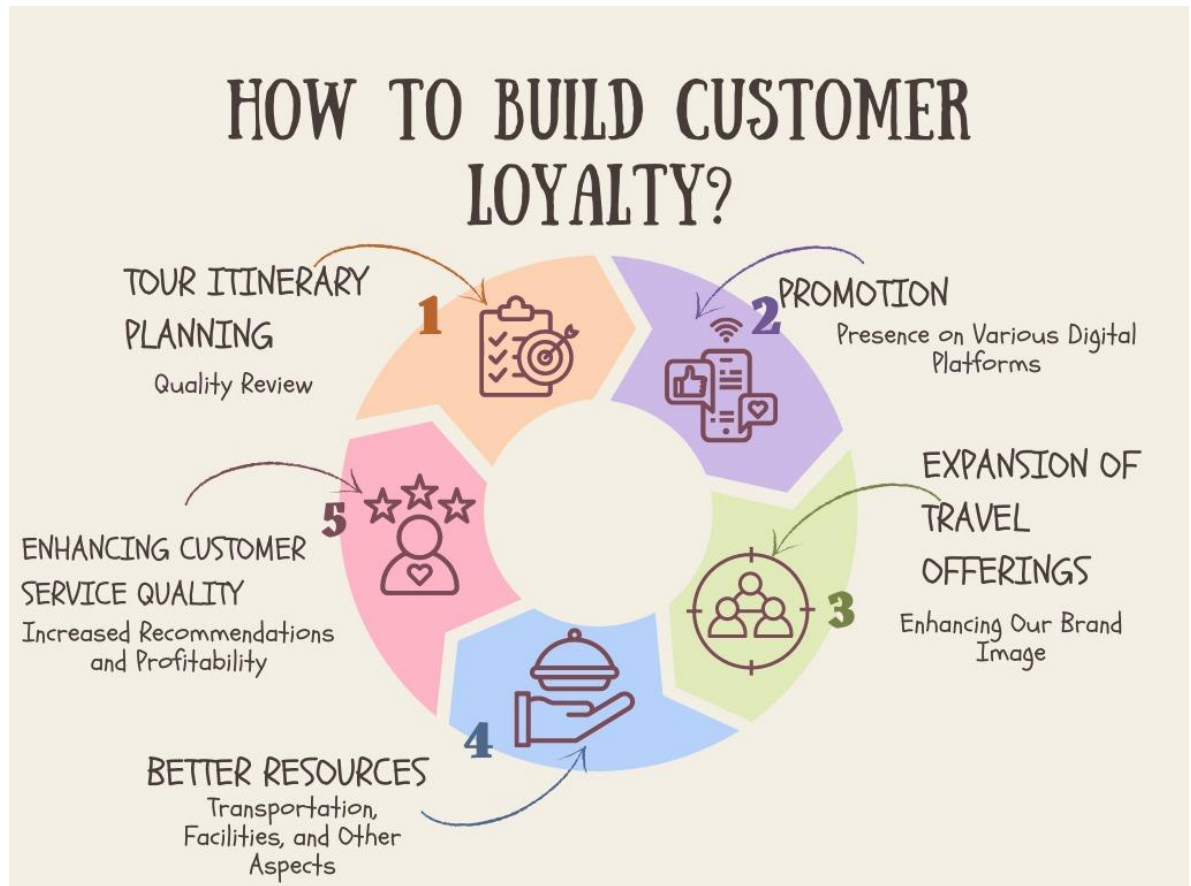 HOW TO BUILD CUSTOMER
LOYALTY?
1
TOUR ITINERARY
PLANNING
Quality Review
2
PROMOTION
Presence on Various Digital
Platforms
3
EXPANSION OF
TRAVEL
OFFERINGS
Enhancing Our Brand
Image
4
BETTER RESOURCES
Transportation,
Facilities, and Other
Aspects
5
ENHANCING CUSTOMER
SERVICE QUALITY
Increased Recommendations
and Profitability